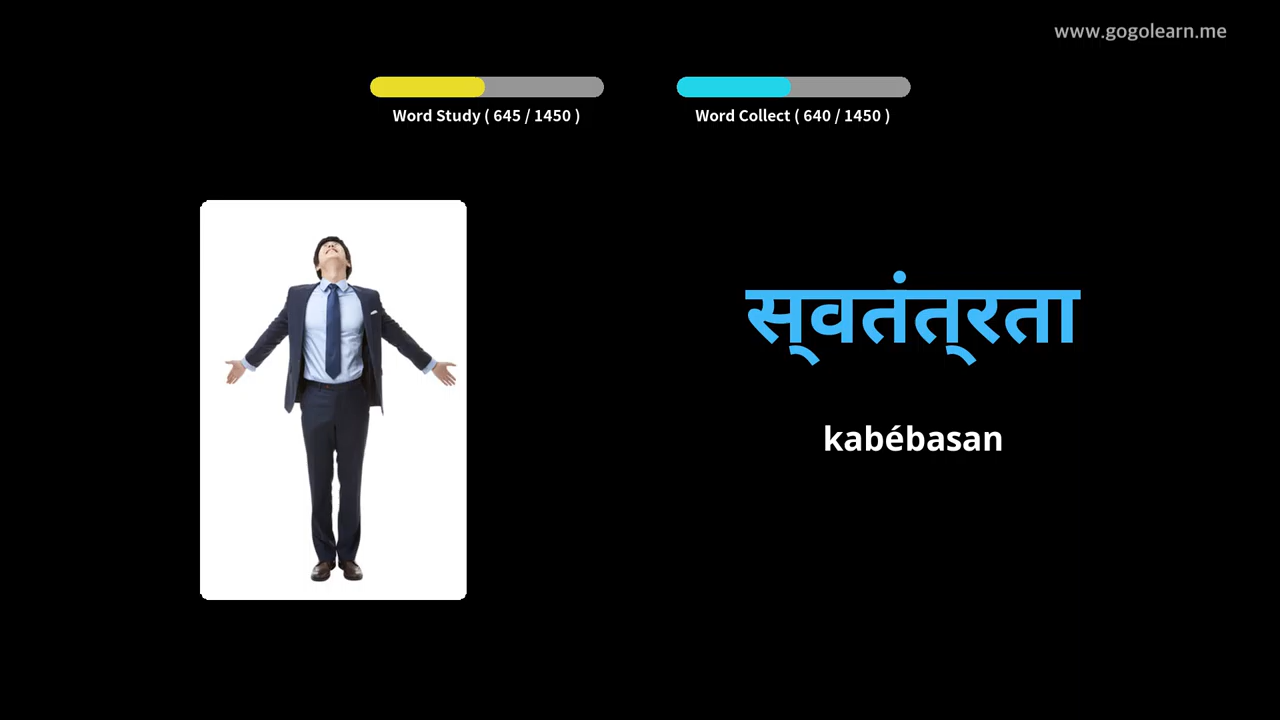 www.gogolearn.me
Word Study ( 645 / 1450 )
Word Collect ( 640 / 1450 )
स्वतंत्रता
kabébasan